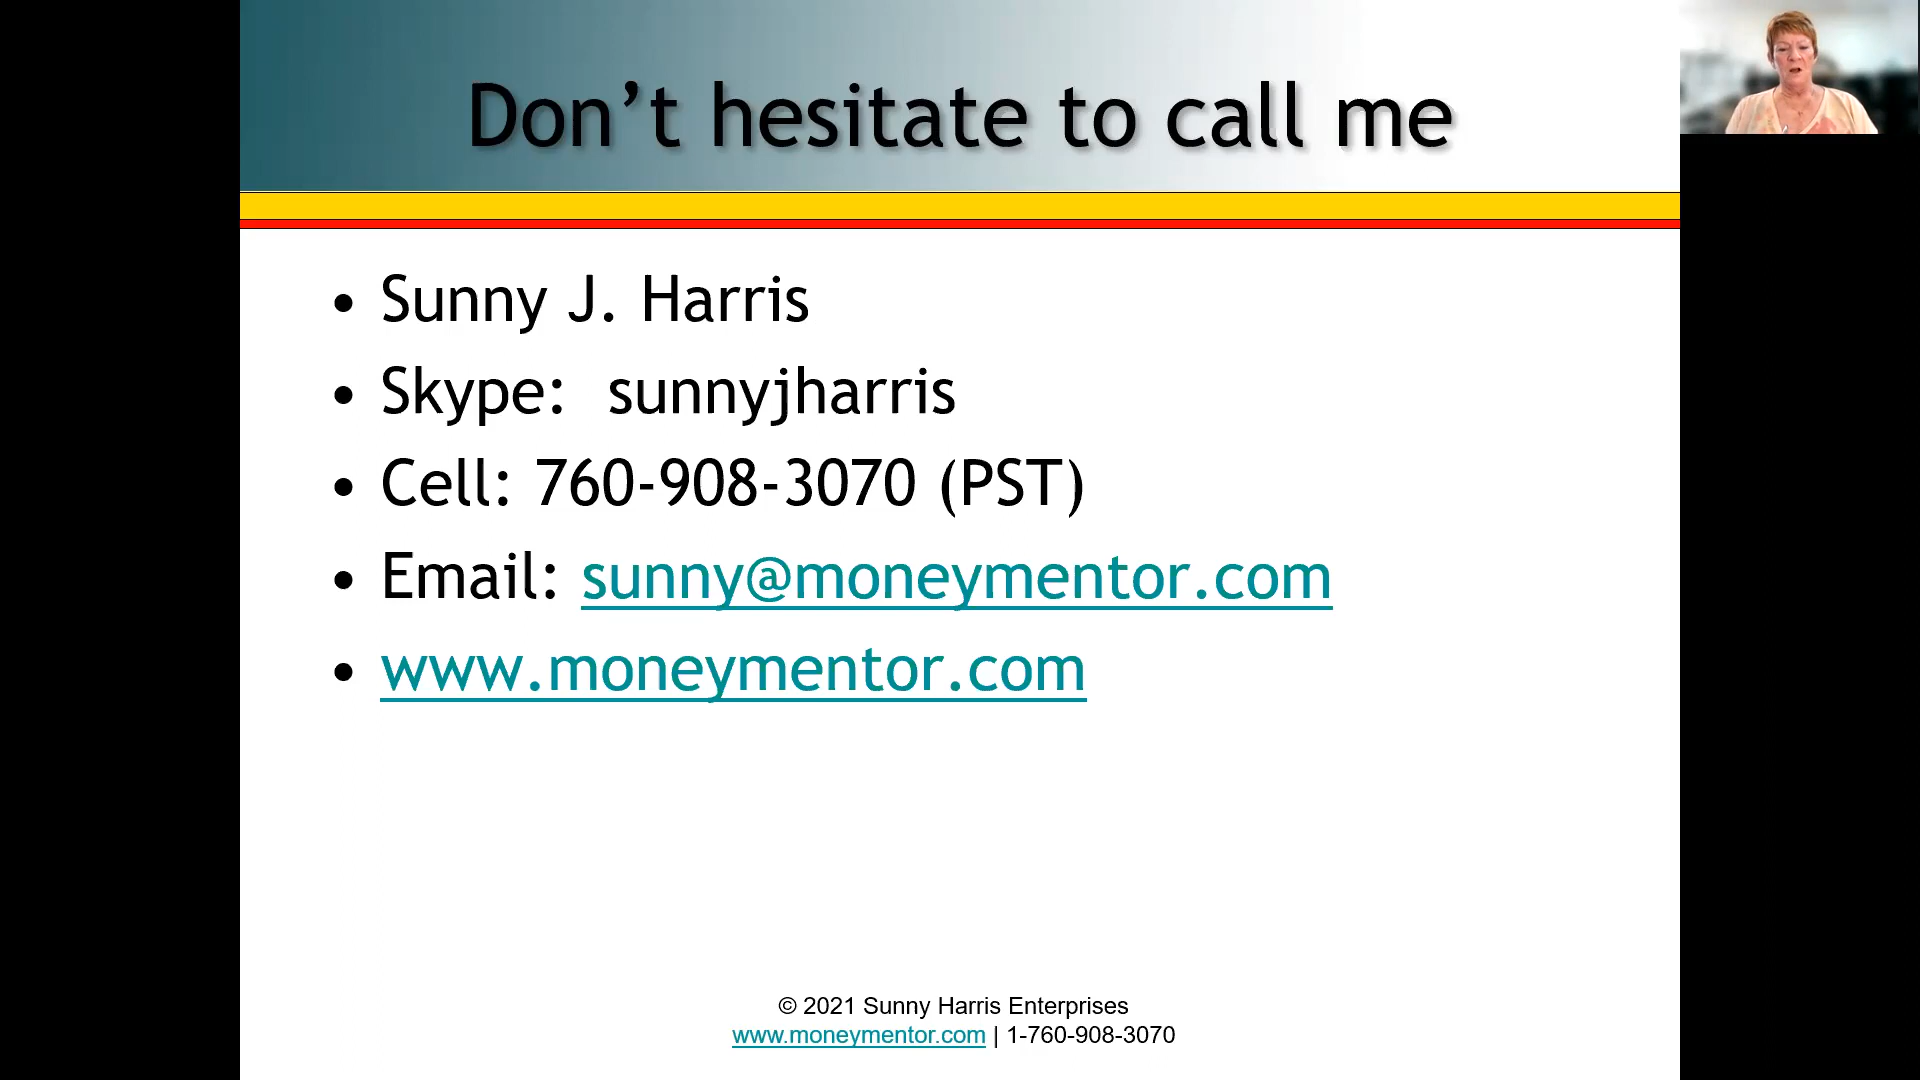 Don’t hesitate to call me
• Sunny J. Harris
• Skype:  sunnyjharris
• Cell: 760-908-3070 (PST)
• Email: sunny@moneymentor.com
• www.moneymentor.com
© 2021 Sunny Harris Enterprises
www.moneymentor.com | 1-760-908-3070